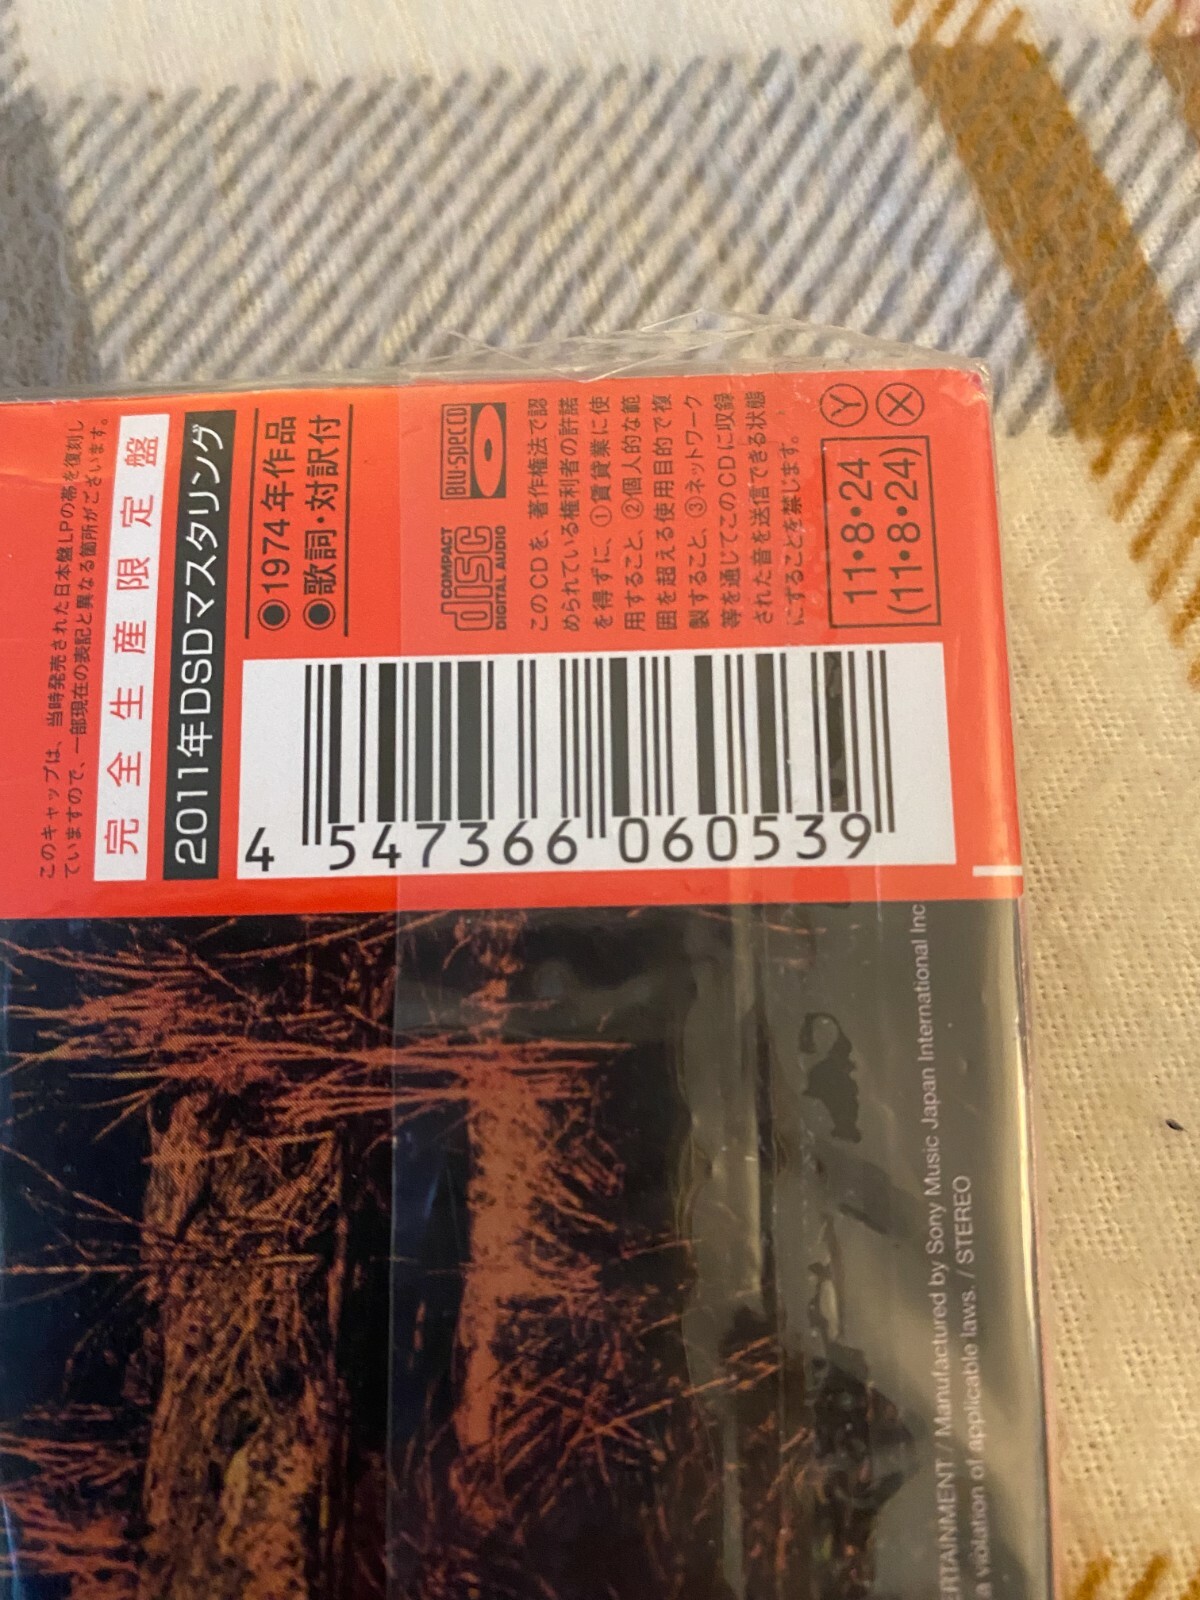 このキャップは、当時発売された日本盤LPの帯を復刻し
ていますので、一部現在の表記と異なる箇所がございます。
完全生産限定盤
2011年DSDマスタリング
●1974年作品
●歌詞・対訳付
COMPACT
disc
DIGITAL AUDIO
Blu-specCD
このCDを、著作権法で認
められている権利者の許諾
を得ずに、①賃貸業に使
用すること、②個人的な範
囲を超える使用目的で複
製すること、③ネットワーク
等を通じてこのCDに収録
された音を送信できる状態
にすることを禁じます。
11•8•24 Ⓨ
(11•8•24) Ⓧ
4 547366 060539
ERTAINMENT / Manufactured by Sony Music Japan International Inc
a violation of applicable laws. / STEREO